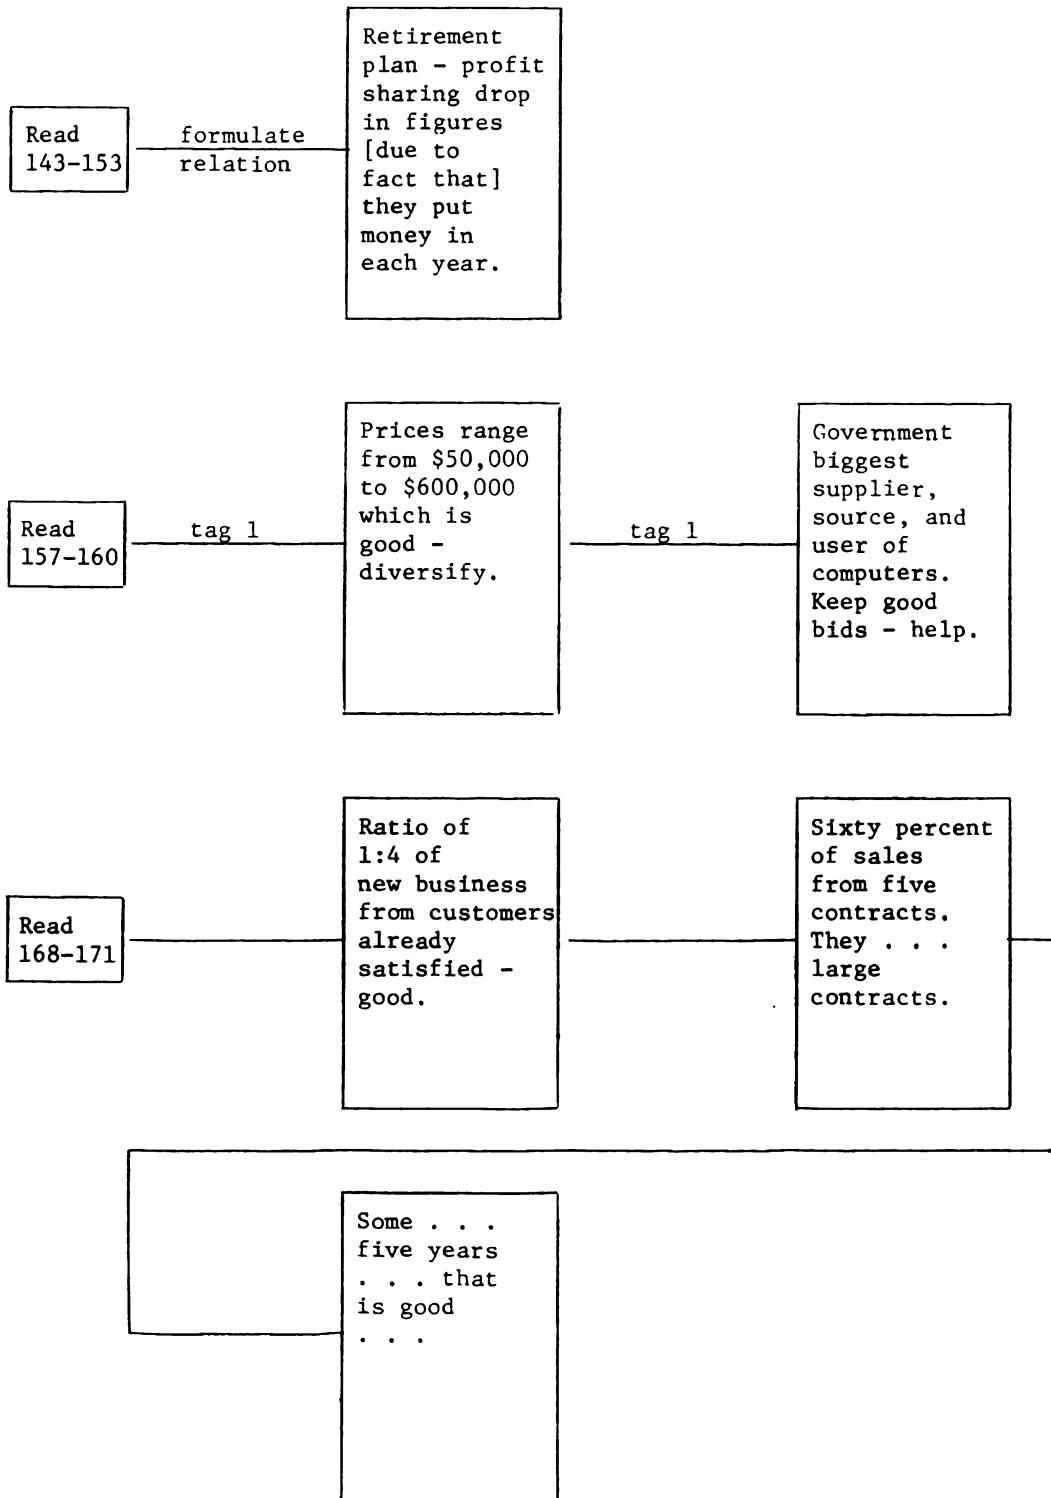 Read
143-153
formulate
relation
Retirement
plan - profit
sharing drop
in figures
[due to
fact that]
they put
money in
each year.
Read
157-160
tag 1
Prices range
from $50,000
to $600,000
which is
good -
diversify.
tag 1
Government
biggest
supplier,
source, and
user of
computers.
Keep good
bids - help.
Read
168-171
Ratio of
1:4 of
new business
from customers
already
satisfied -
good.
Sixty percent
of sales
from five
contracts.
They . . .
large
contracts.
Some . . .
five years
. . . that
is good
. . .